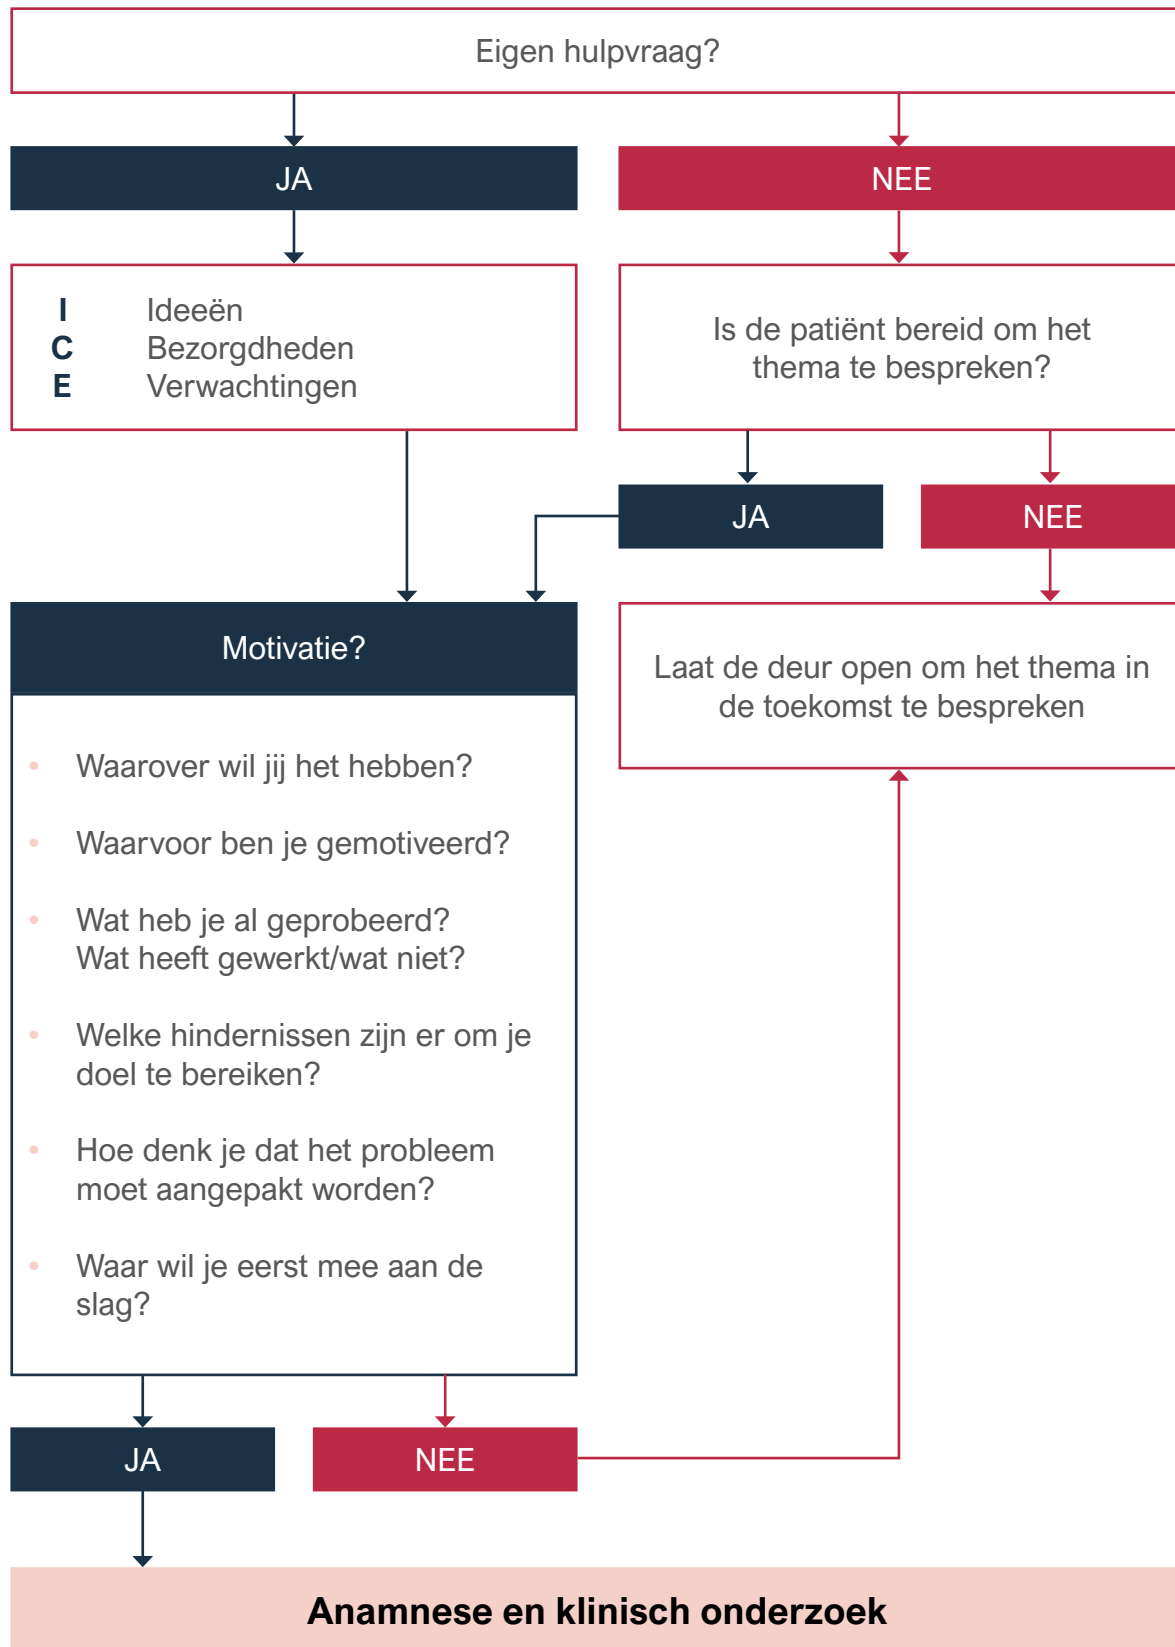 Eigen hulpvraag?
JA
NEE
I Ideeën
C Bezorgdheden
E Verwachtingen
Is de patiënt bereid om het
thema te bespreken?
JA
NEE
Motivatie?
Laat de deur open om het thema in
de toekomst te bespreken
• Waarover wil jij het hebben?
• Waarvoor ben je gemotiveerd?
• Wat heb je al geprobeerd?
Wat heeft gewerkt/wat niet?
• Welke hindernissen zijn er om je
doel te bereiken?
• Hoe denk je dat het probleem
moet aangepakt worden?
• Waar wil je eerst mee aan de
slag?
JA
NEE
Anamnese en klinisch onderzoek